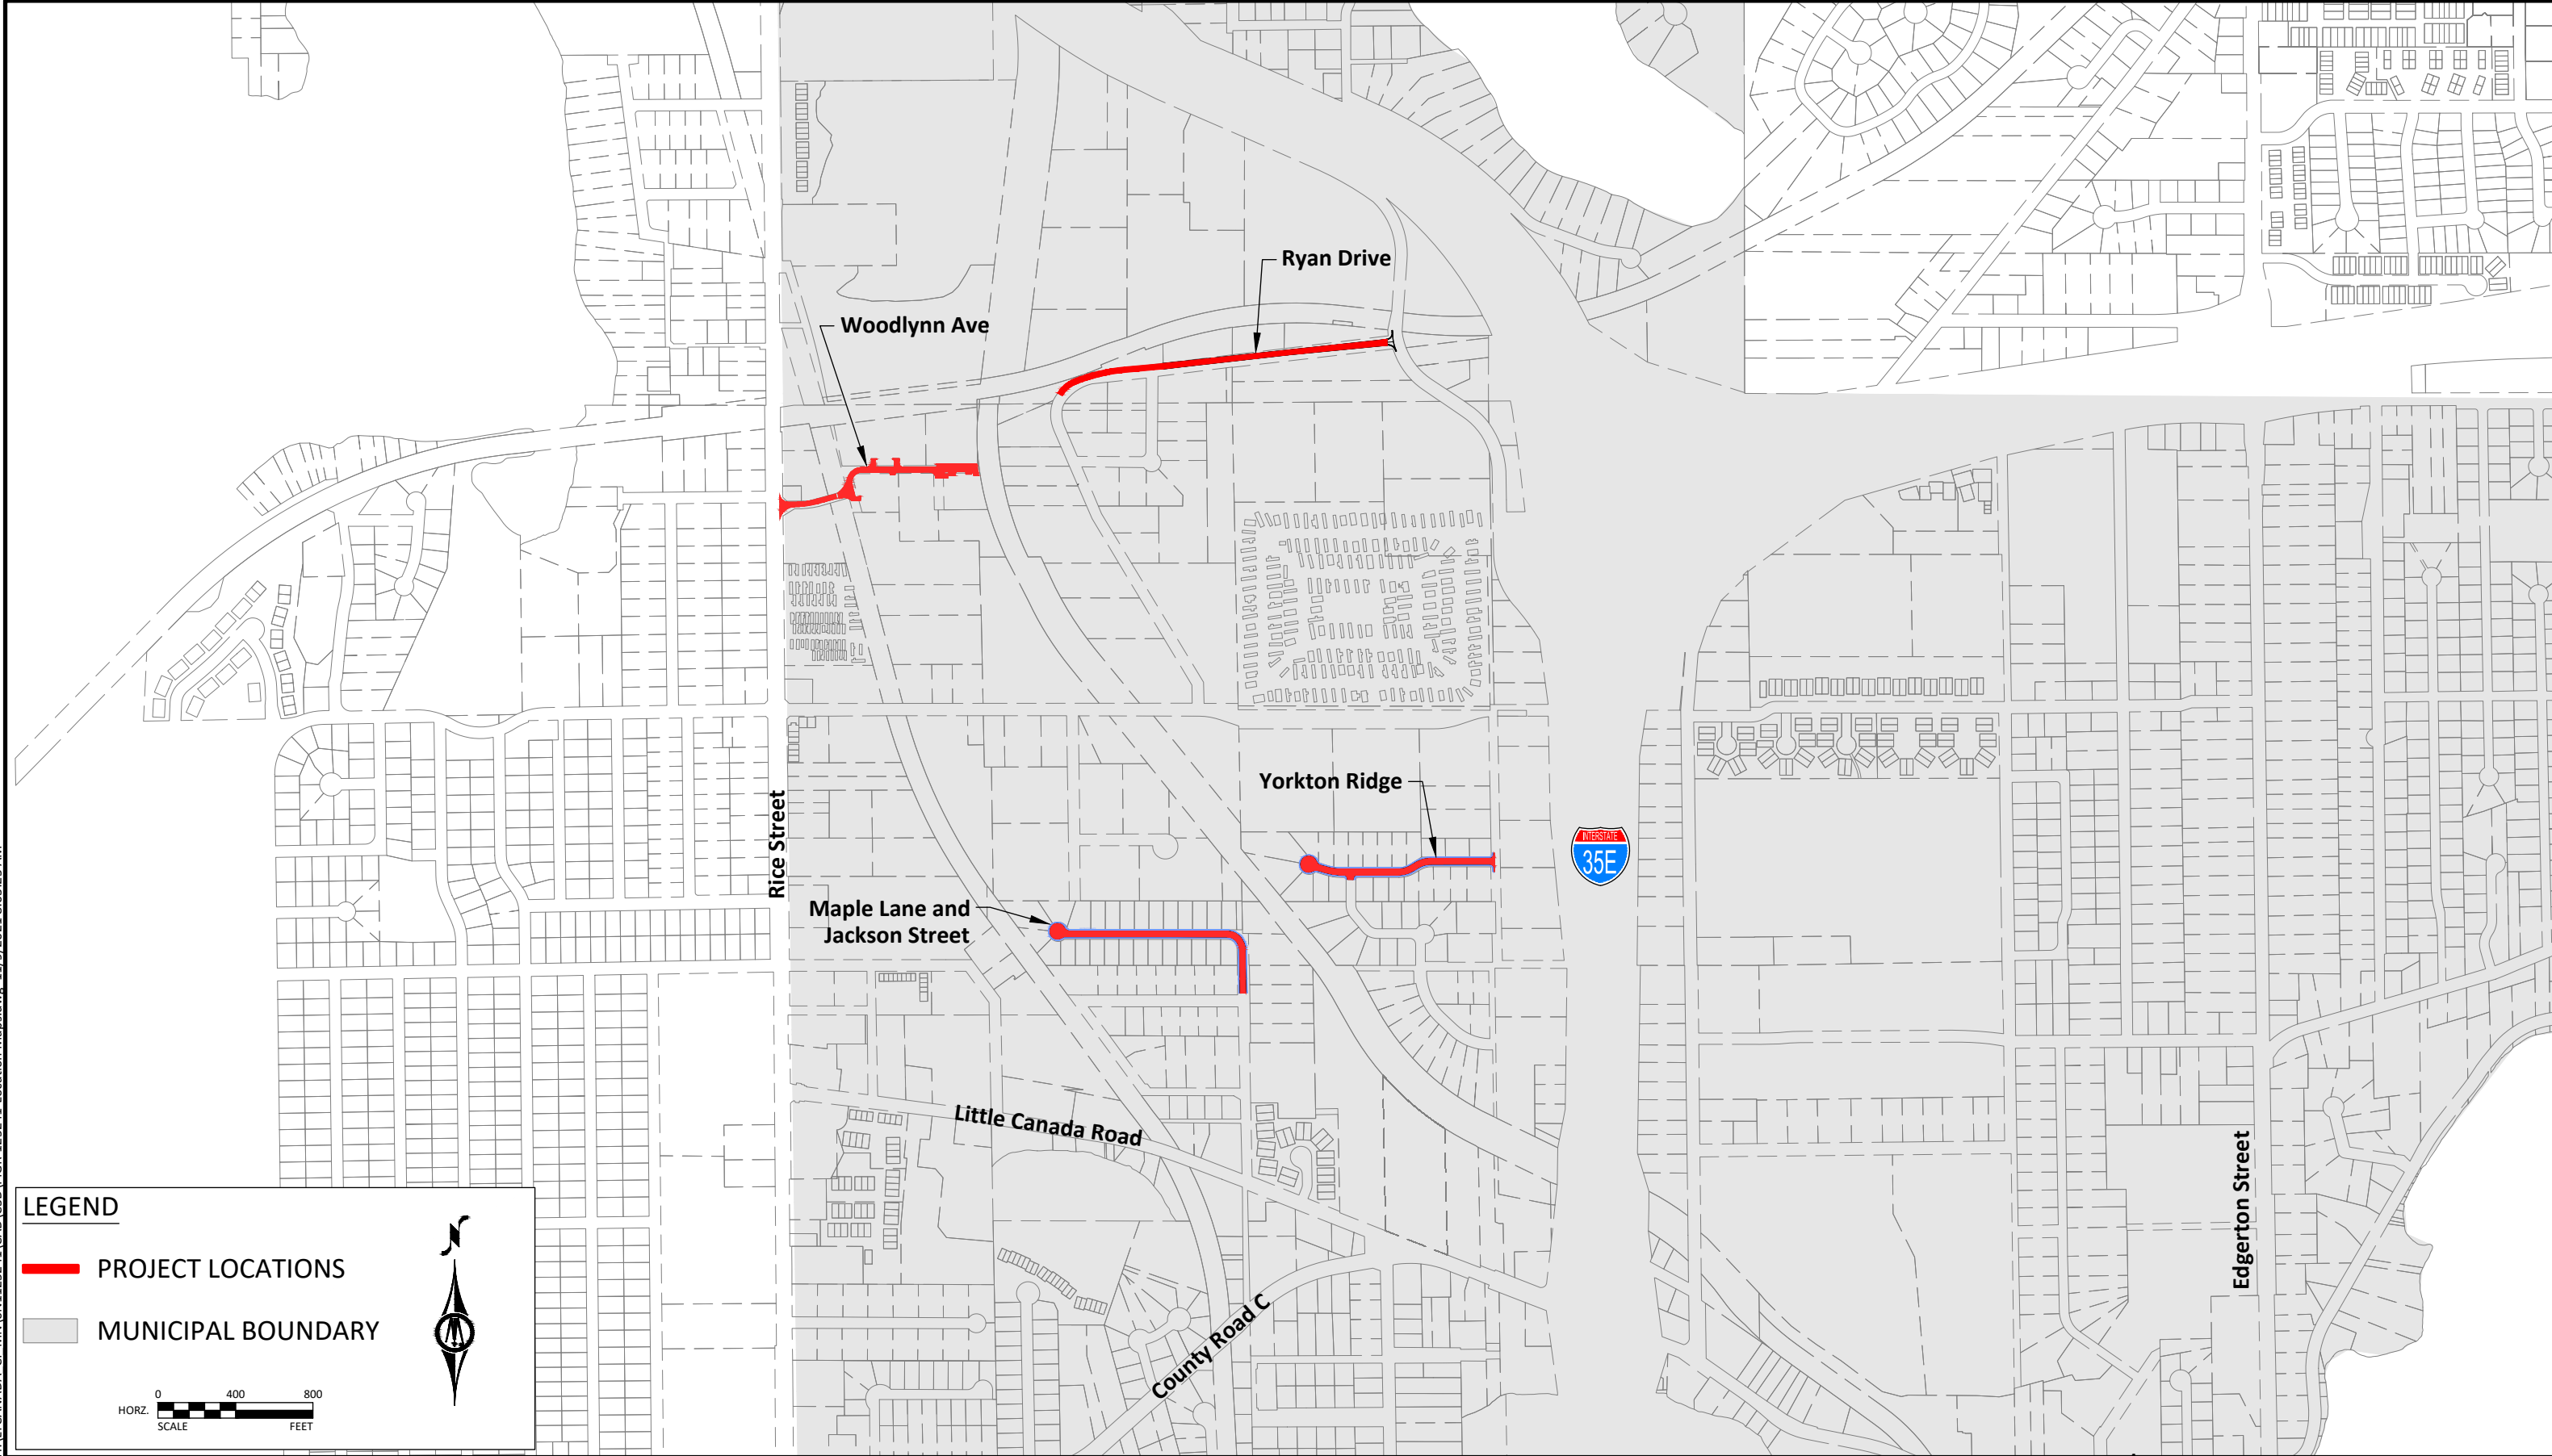 Ryan Drive
Woodlynn Ave
Yorkton Ridge
Rice Street
INTERSTATE
35E
Maple Lane and
Jackson Street
Little Canada Road
Edgerton Street
County Road C
LEGEND
N
PROJECT LOCATIONS
MUNICIPAL BOUNDARY
0 400 800
HORZ.
SCALE FEET